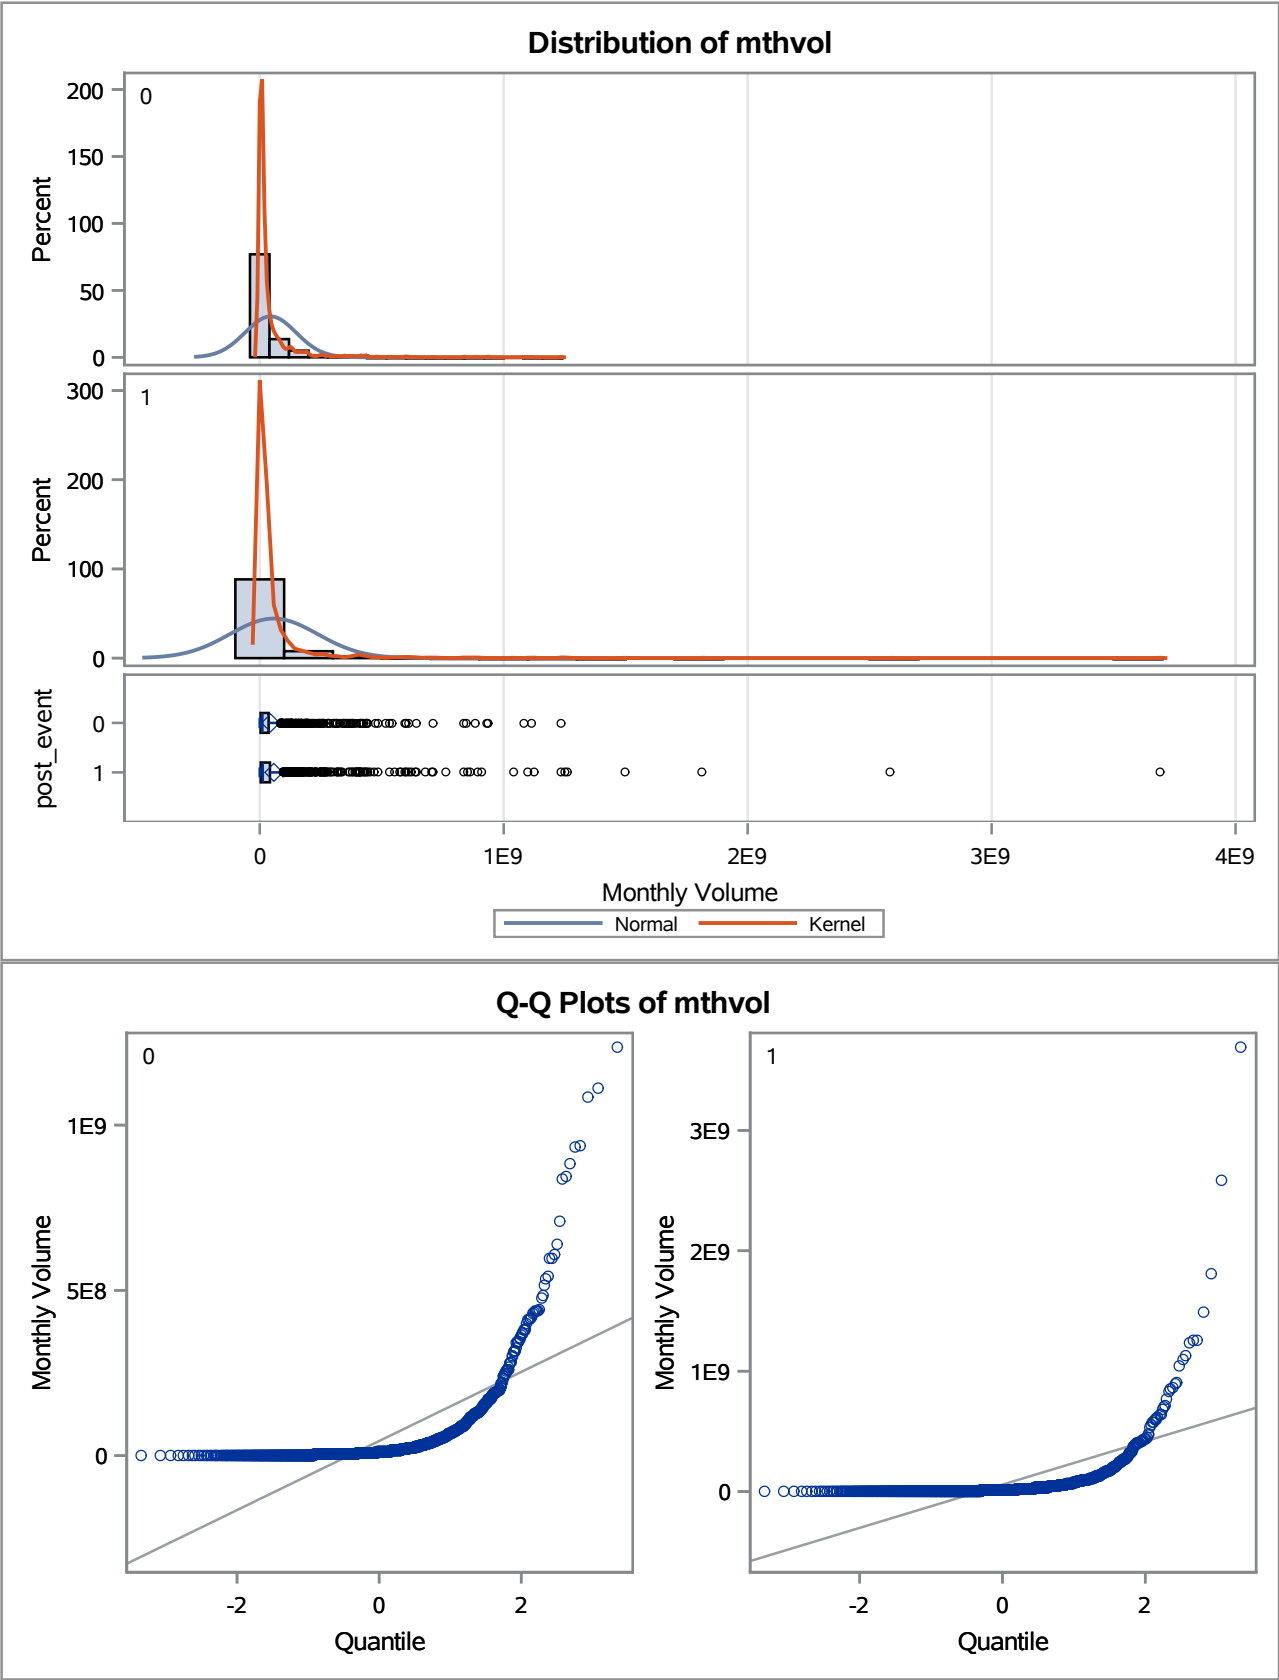 Distribution of mthvol
0
Percent
200
150
100
50
0
1
Percent
300
200
100
0
post_event
0
1
0 1E9 2E9 3E9 4E9
Monthly Volume
Normal Kernel
Q-Q Plots of mthvol
0
Monthly Volume
1E9
5E8
0
-2 0 2
Quantile
1
Monthly Volume
3E9
2E9
1E9
0
-2 0 2
Quantile